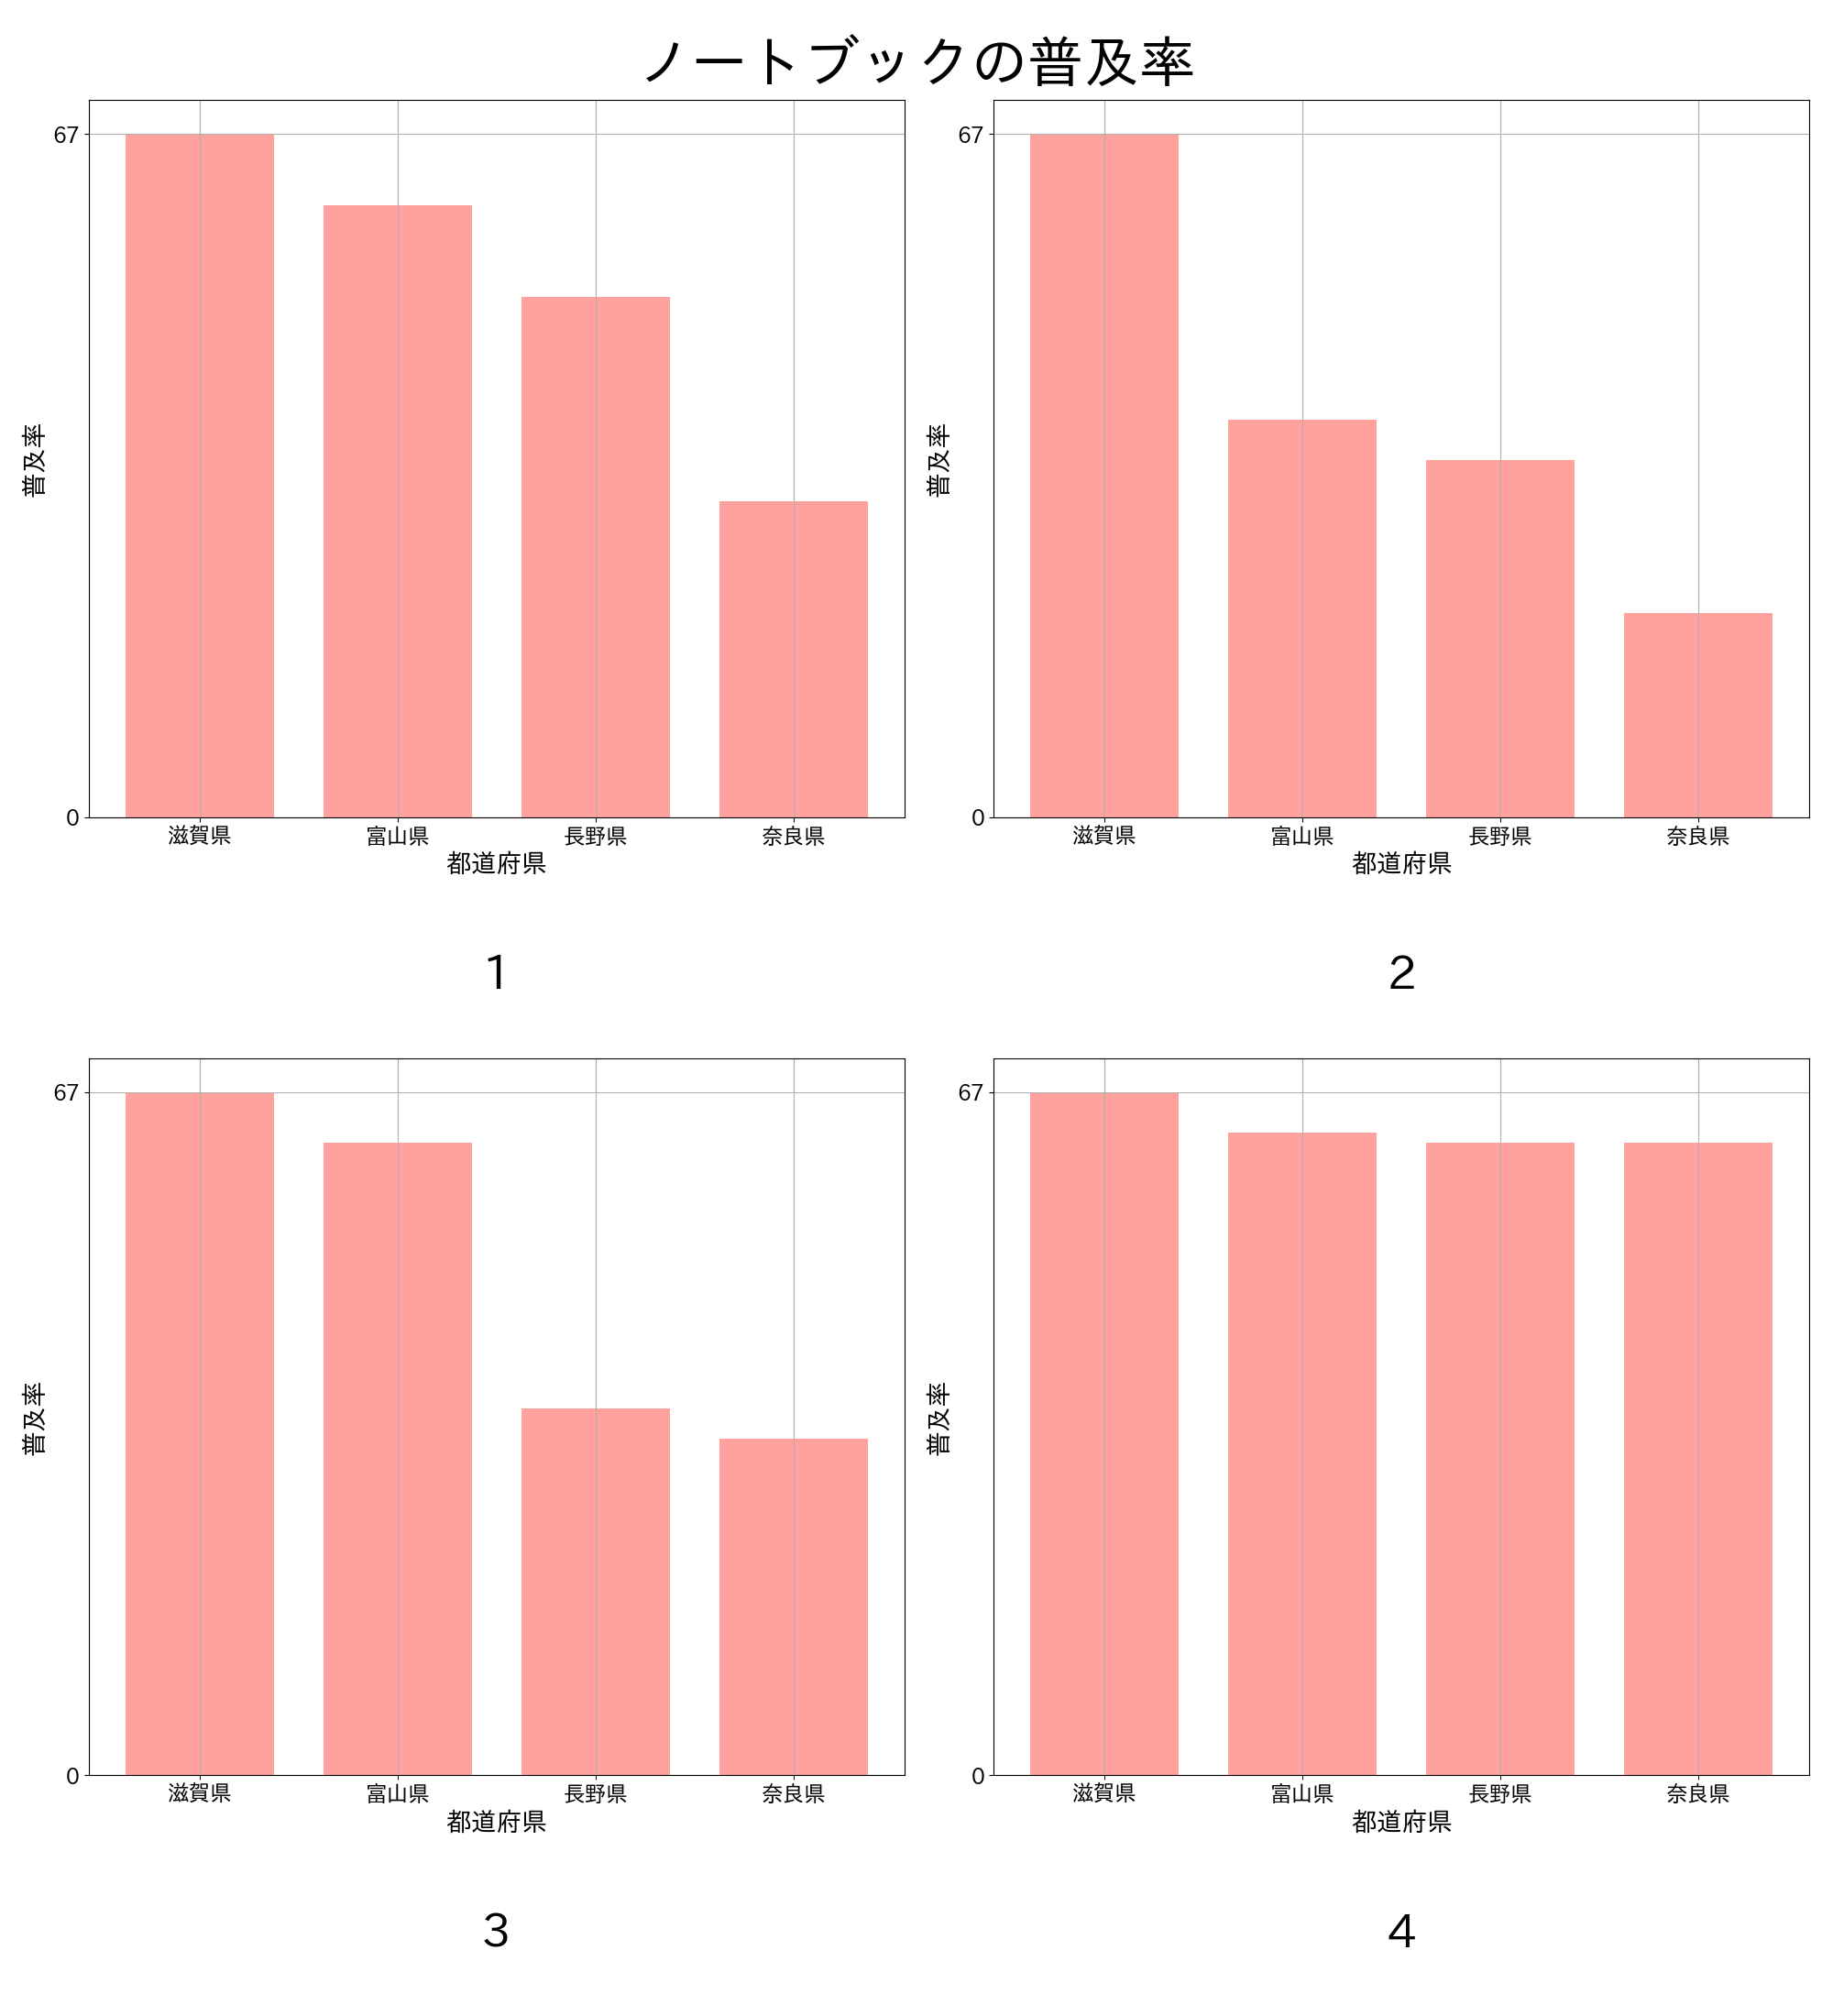 ノートブックの普及率
67
0
普及率
滋賀県 富山県 長野県 奈良県
都道府県
1
67
0
普及率
滋賀県 富山県 長野県 奈良県
都道府県
2
67
0
普及率
滋賀県 富山県 長野県 奈良県
都道府県
3
67
0
普及率
滋賀県 富山県 長野県 奈良県
都道府県
4